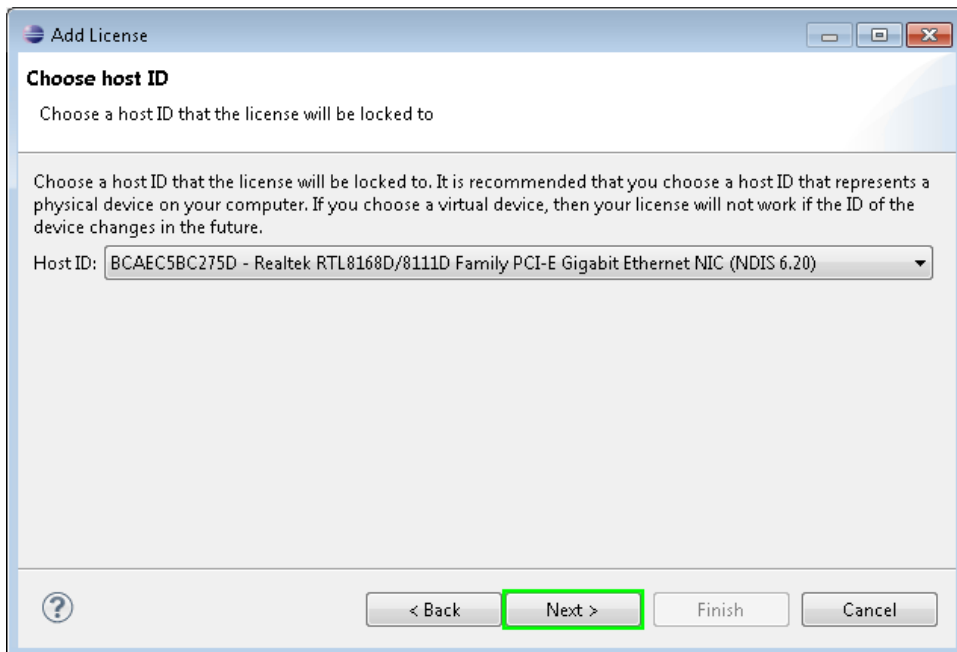 Add License
Choose host ID
Choose a host ID that the license will be locked to
Choose a host ID that the license will be locked to. It is recommended that you choose a host ID that represents a
physical device on your computer. If you choose a virtual device, then your license will not work if the ID of the
device changes in the future.
Host ID: BCAEC5BC275D - Realtek RTL8168D/8111D Family PCI-E Gigabit Ethernet NIC (NDIS 6.20)
? < Back Next > Finish Cancel